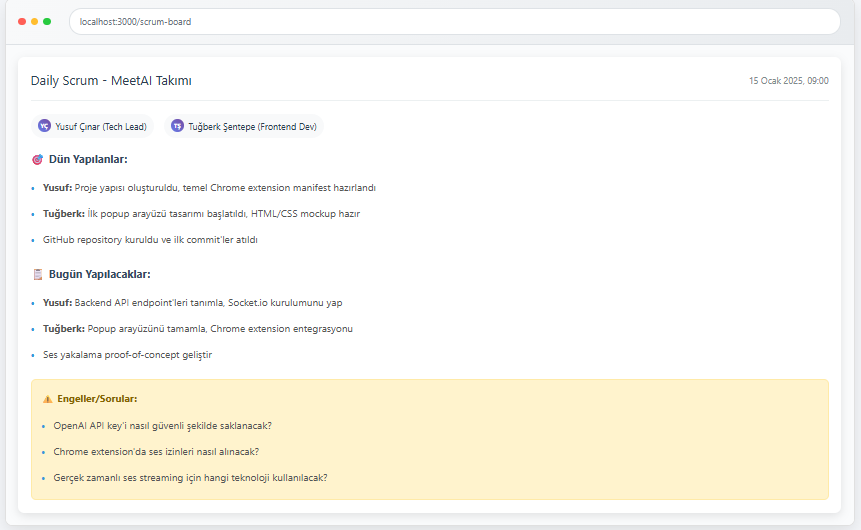 localhost:3000/scrum-board
Daily Scrum - MeetAI Takımı
15 Ocak 2025, 09:00
YÇ Yusuf Çınar (Tech Lead)
TŞ Tuğberk Şentepe (Frontend Dev)
Dün Yapılanlar:
• Yusuf: Proje yapısı oluşturuldu, temel Chrome extension manifest hazırlandı
• Tuğberk: İlk popup arayüzü tasarımı başlatıldı, HTML/CSS mockup hazır
• GitHub repository kuruldu ve ilk commit'ler atıldı
Bugün Yapılacaklar:
• Yusuf: Backend API endpoint'leri tanımla, Socket.io kurulumunu yap
• Tuğberk: Popup arayüzünü tamamla, Chrome extension entegrasyonu
• Ses yakalama proof-of-concept geliştir
Engeller/Sorular:
• OpenAI API key'i nasıl güvenli şekilde saklanacak?
• Chrome extension'da ses izinleri nasıl alınacak?
• Gerçek zamanlı ses streaming için hangi teknoloji kullanılacak?